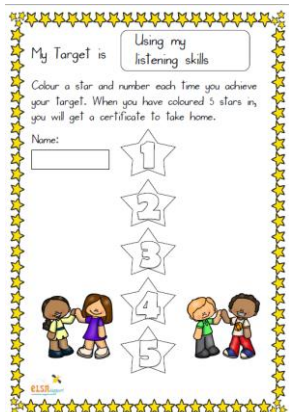 My Target is
Using my
listening skills
Colour a star and number each time you achieve
your target. When you have coloured 5 stars in,
you will get a certificate to take home.
Name:
1
2
3
4
5
ELSA support